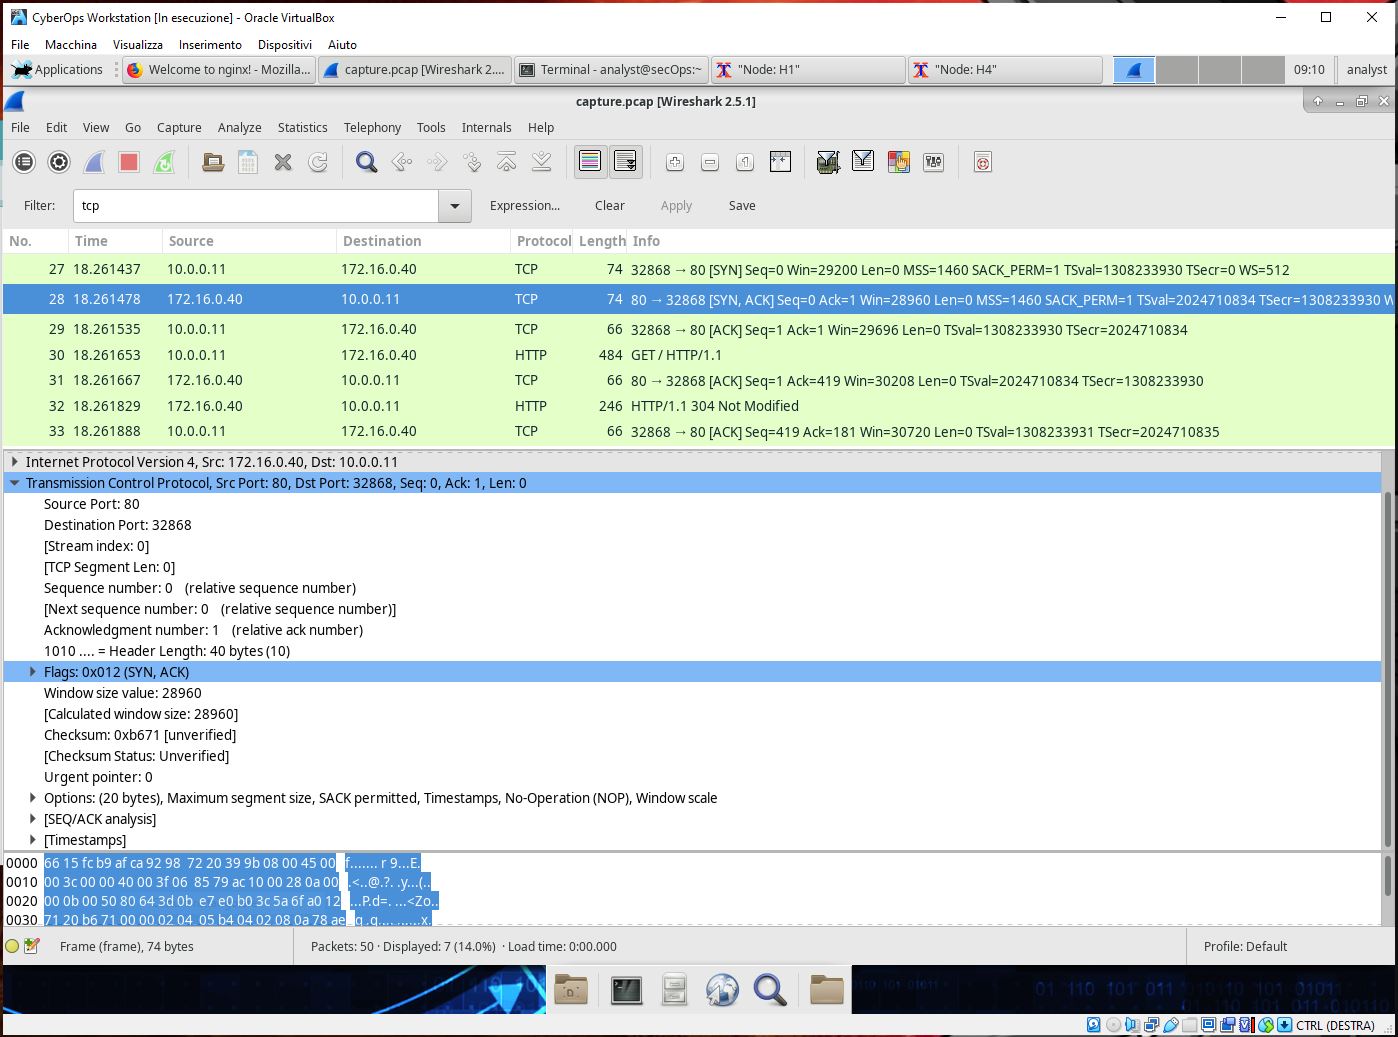 CyberOps Workstation [In esecuzione] - Oracle VirtualBox
File Macchina Visualizza Inserimento Dispositivi Aiuto
Applications Welcome to nginx! - Mozilla... capture.pcap [Wireshark 2.... Terminal - analyst@secOps:~ "Node: H1" "Node: H4" 09:10 analyst
capture.pcap [Wireshark 2.5.1]
File Edit View Go Capture Analyze Statistics Telephony Tools Internals Help
Filter: tcp Expression... Clear Apply Save
No. Time Source Destination Protocol Length Info
27 18.261437 10.0.0.11 172.16.0.40 TCP 74 32868 → 80 [SYN] Seq=0 Win=29200 Len=0 MSS=1460 SACK_PERM=1 TSval=1308233930 TSecr=0 WS=512
28 18.261478 172.16.0.40 10.0.0.11 TCP 74 80 → 32868 [SYN, ACK] Seq=0 Ack=1 Win=28960 Len=0 MSS=1460 SACK_PERM=1 TSval=2024710834 TSecr=1308233930 W
29 18.261535 10.0.0.11 172.16.0.40 TCP 66 32868 → 80 [ACK] Seq=1 Ack=1 Win=29696 Len=0 TSval=1308233930 TSecr=2024710834
30 18.261653 10.0.0.11 172.16.0.40 HTTP 484 GET / HTTP/1.1
31 18.261667 172.16.0.40 10.0.0.11 TCP 66 80 → 32868 [ACK] Seq=1 Ack=419 Win=30208 Len=0 TSval=2024710834 TSecr=1308233930
32 18.261829 172.16.0.40 10.0.0.11 HTTP 246 HTTP/1.1 304 Not Modified
33 18.261888 10.0.0.11 172.16.0.40 TCP 66 32868 → 80 [ACK] Seq=419 Ack=181 Win=30720 Len=0 TSval=1308233931 TSecr=2024710835
Internet Protocol Version 4, Src: 172.16.0.40, Dst: 10.0.0.11
Transmission Control Protocol, Src Port: 80, Dst Port: 32868, Seq: 0, Ack: 1, Len: 0
Source Port: 80
Destination Port: 32868
[Stream index: 0]
[TCP Segment Len: 0]
Sequence number: 0 (relative sequence number)
[Next sequence number: 0 (relative sequence number)]
Acknowledgment number: 1 (relative ack number)
1010 .... = Header Length: 40 bytes (10)
Flags: 0x012 (SYN, ACK)
Window size value: 28960
[Calculated window size: 28960]
Checksum: 0xb671 [unverified]
[Checksum Status: Unverified]
Urgent pointer: 0
Options: (20 bytes), Maximum segment size, SACK permitted, Timestamps, No-Operation (NOP), Window scale
[SEQ/ACK analysis]
[Timestamps]
0000 66 15 fc b9 af ca 92 98 72 20 39 9b 08 00 45 00 f....... r 9...E.
0010 00 3c 00 00 40 00 3f 06 85 79 ac 10 00 28 0a 00 .<..@.?. .y...(..
0020 00 0b 00 50 80 64 3d 0b e7 e0 b0 3c 5a 6f a0 12 ...P.d=. ...<Zo..
0030 71 20 b6 71 00 00 02 04 05 b4 04 02 08 0a 78 ae q .q.... ......x.
Frame (frame), 74 bytes Packets: 50 · Displayed: 7 (14.0%) · Load time: 0:00.000 Profile: Default
CTRL (DESTRA)